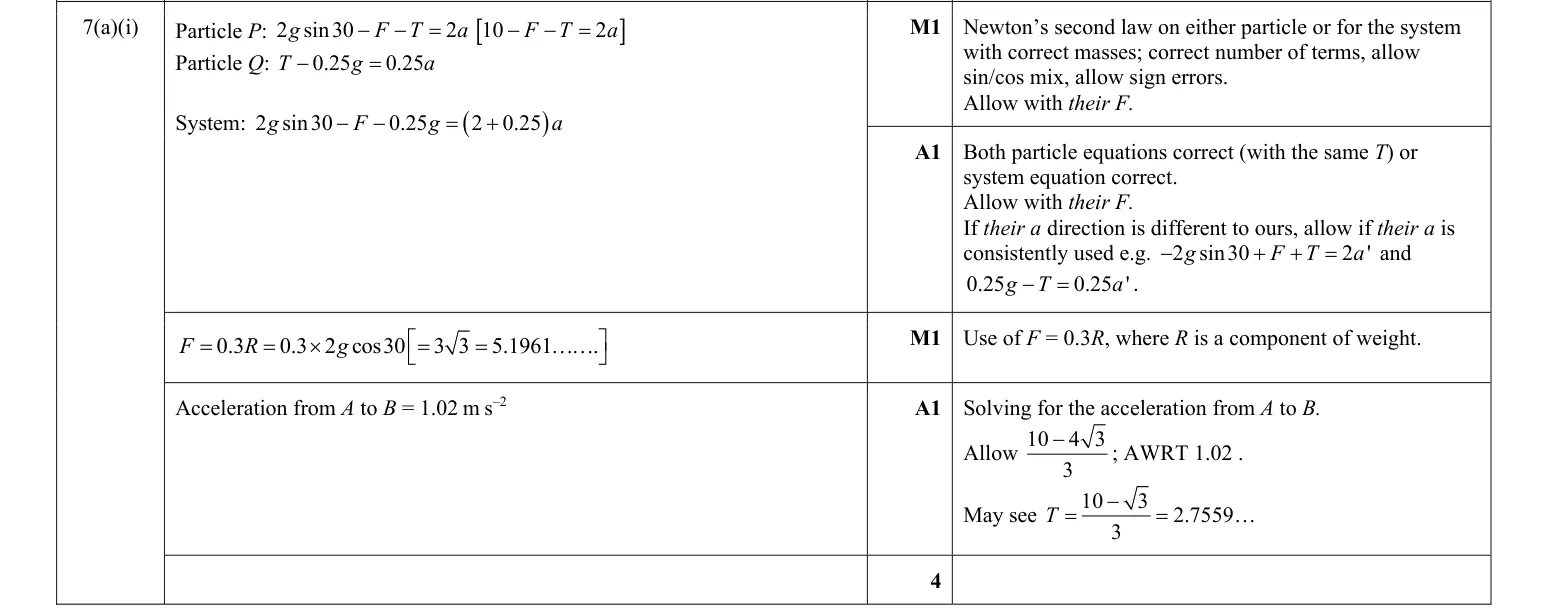 7(a)(i)
Particle P: 2g sin 30 − F − T = 2a [10 − F − T = 2a]
Particle Q: T − 0.25g = 0.25a
System: 2g sin 30 − F − 0.25g = (2 + 0.25)a
M1
Newton's second law on either particle or for the system
with correct masses; correct number of terms, allow
sin/cos mix, allow sign errors.
Allow with their F.
A1
Both particle equations correct (with the same T) or
system equation correct.
Allow with their F.
If their a direction is different to ours, allow if their a is
consistently used e.g. −2g sin 30 + F + T = 2a' and
0.25g − T = 0.25a'.
F = 0.3R = 0.3 × 2g cos 30 [= 3√3 = 5.1961…….]
M1
Use of F = 0.3R, where R is a component of weight.
Acceleration from A to B = 1.02 m s⁻²
A1
Solving for the acceleration from A to B.
Allow (10 − 4√3)/3 ; AWRT 1.02 .
May see T = (10 − √3)/3 = 2.7559…
4